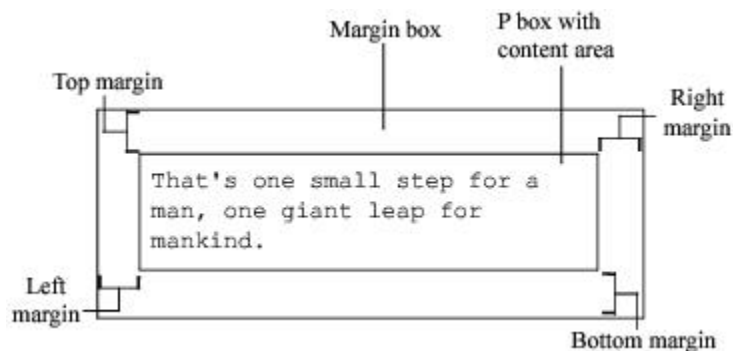 Margin box
P box with
content area
Top margin
Right
margin
That's one small step for a
man, one giant leap for
mankind.
Left
margin
Bottom margin